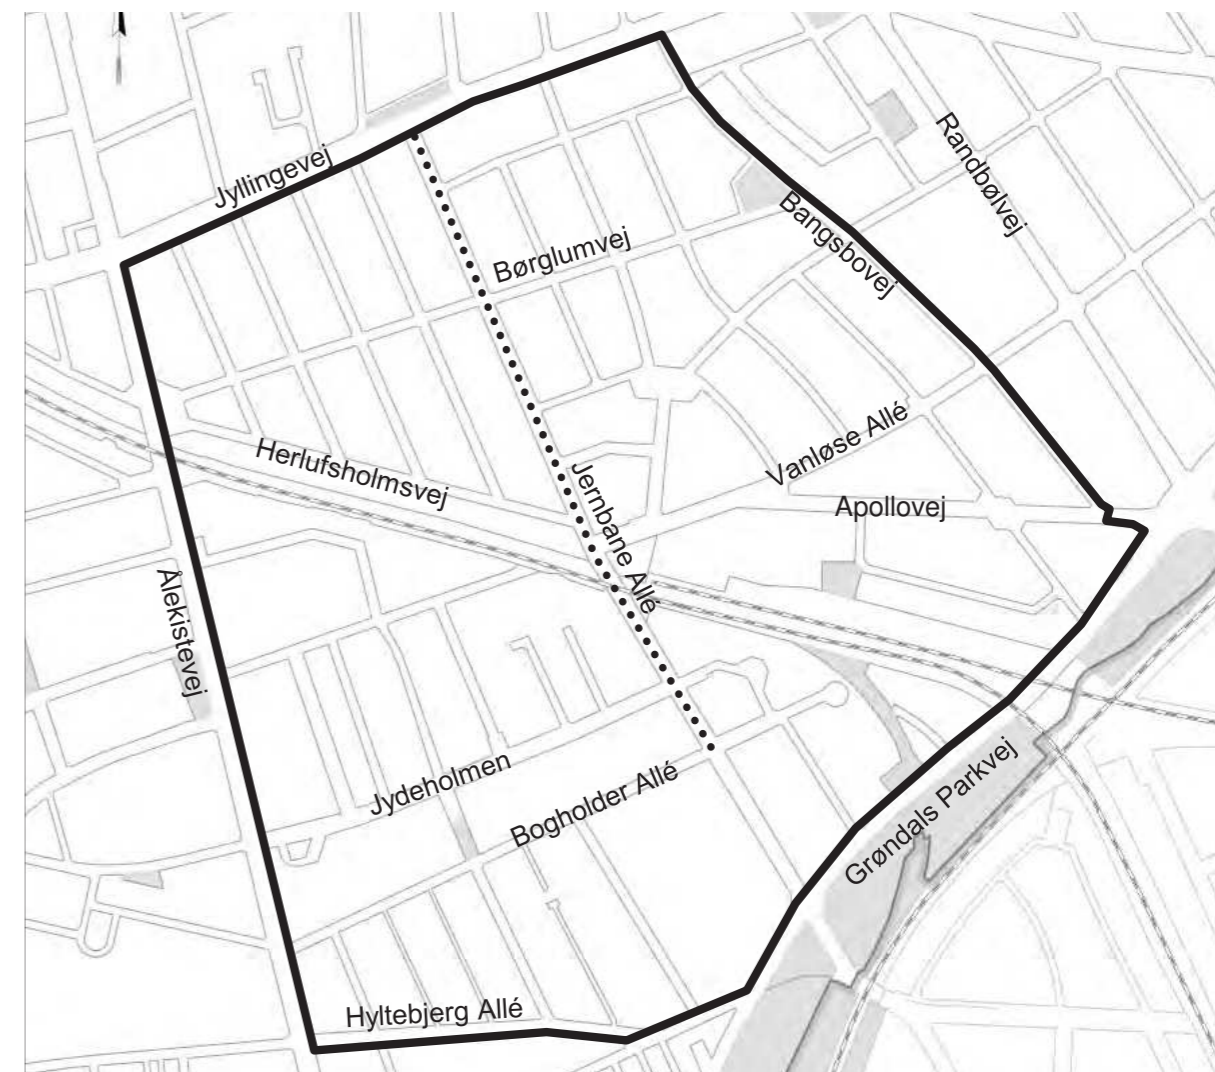 Randbølvej
Jyllingevej
Bangsbovej
Børglumvej
Vanløse Allé
Herlufsholmsvej
Jernbane Allé
Apollovej
Ålekistevej
Jydeholmen
Bogholder Allé
Grøndals Parkvej
Hyltebjerg Allé